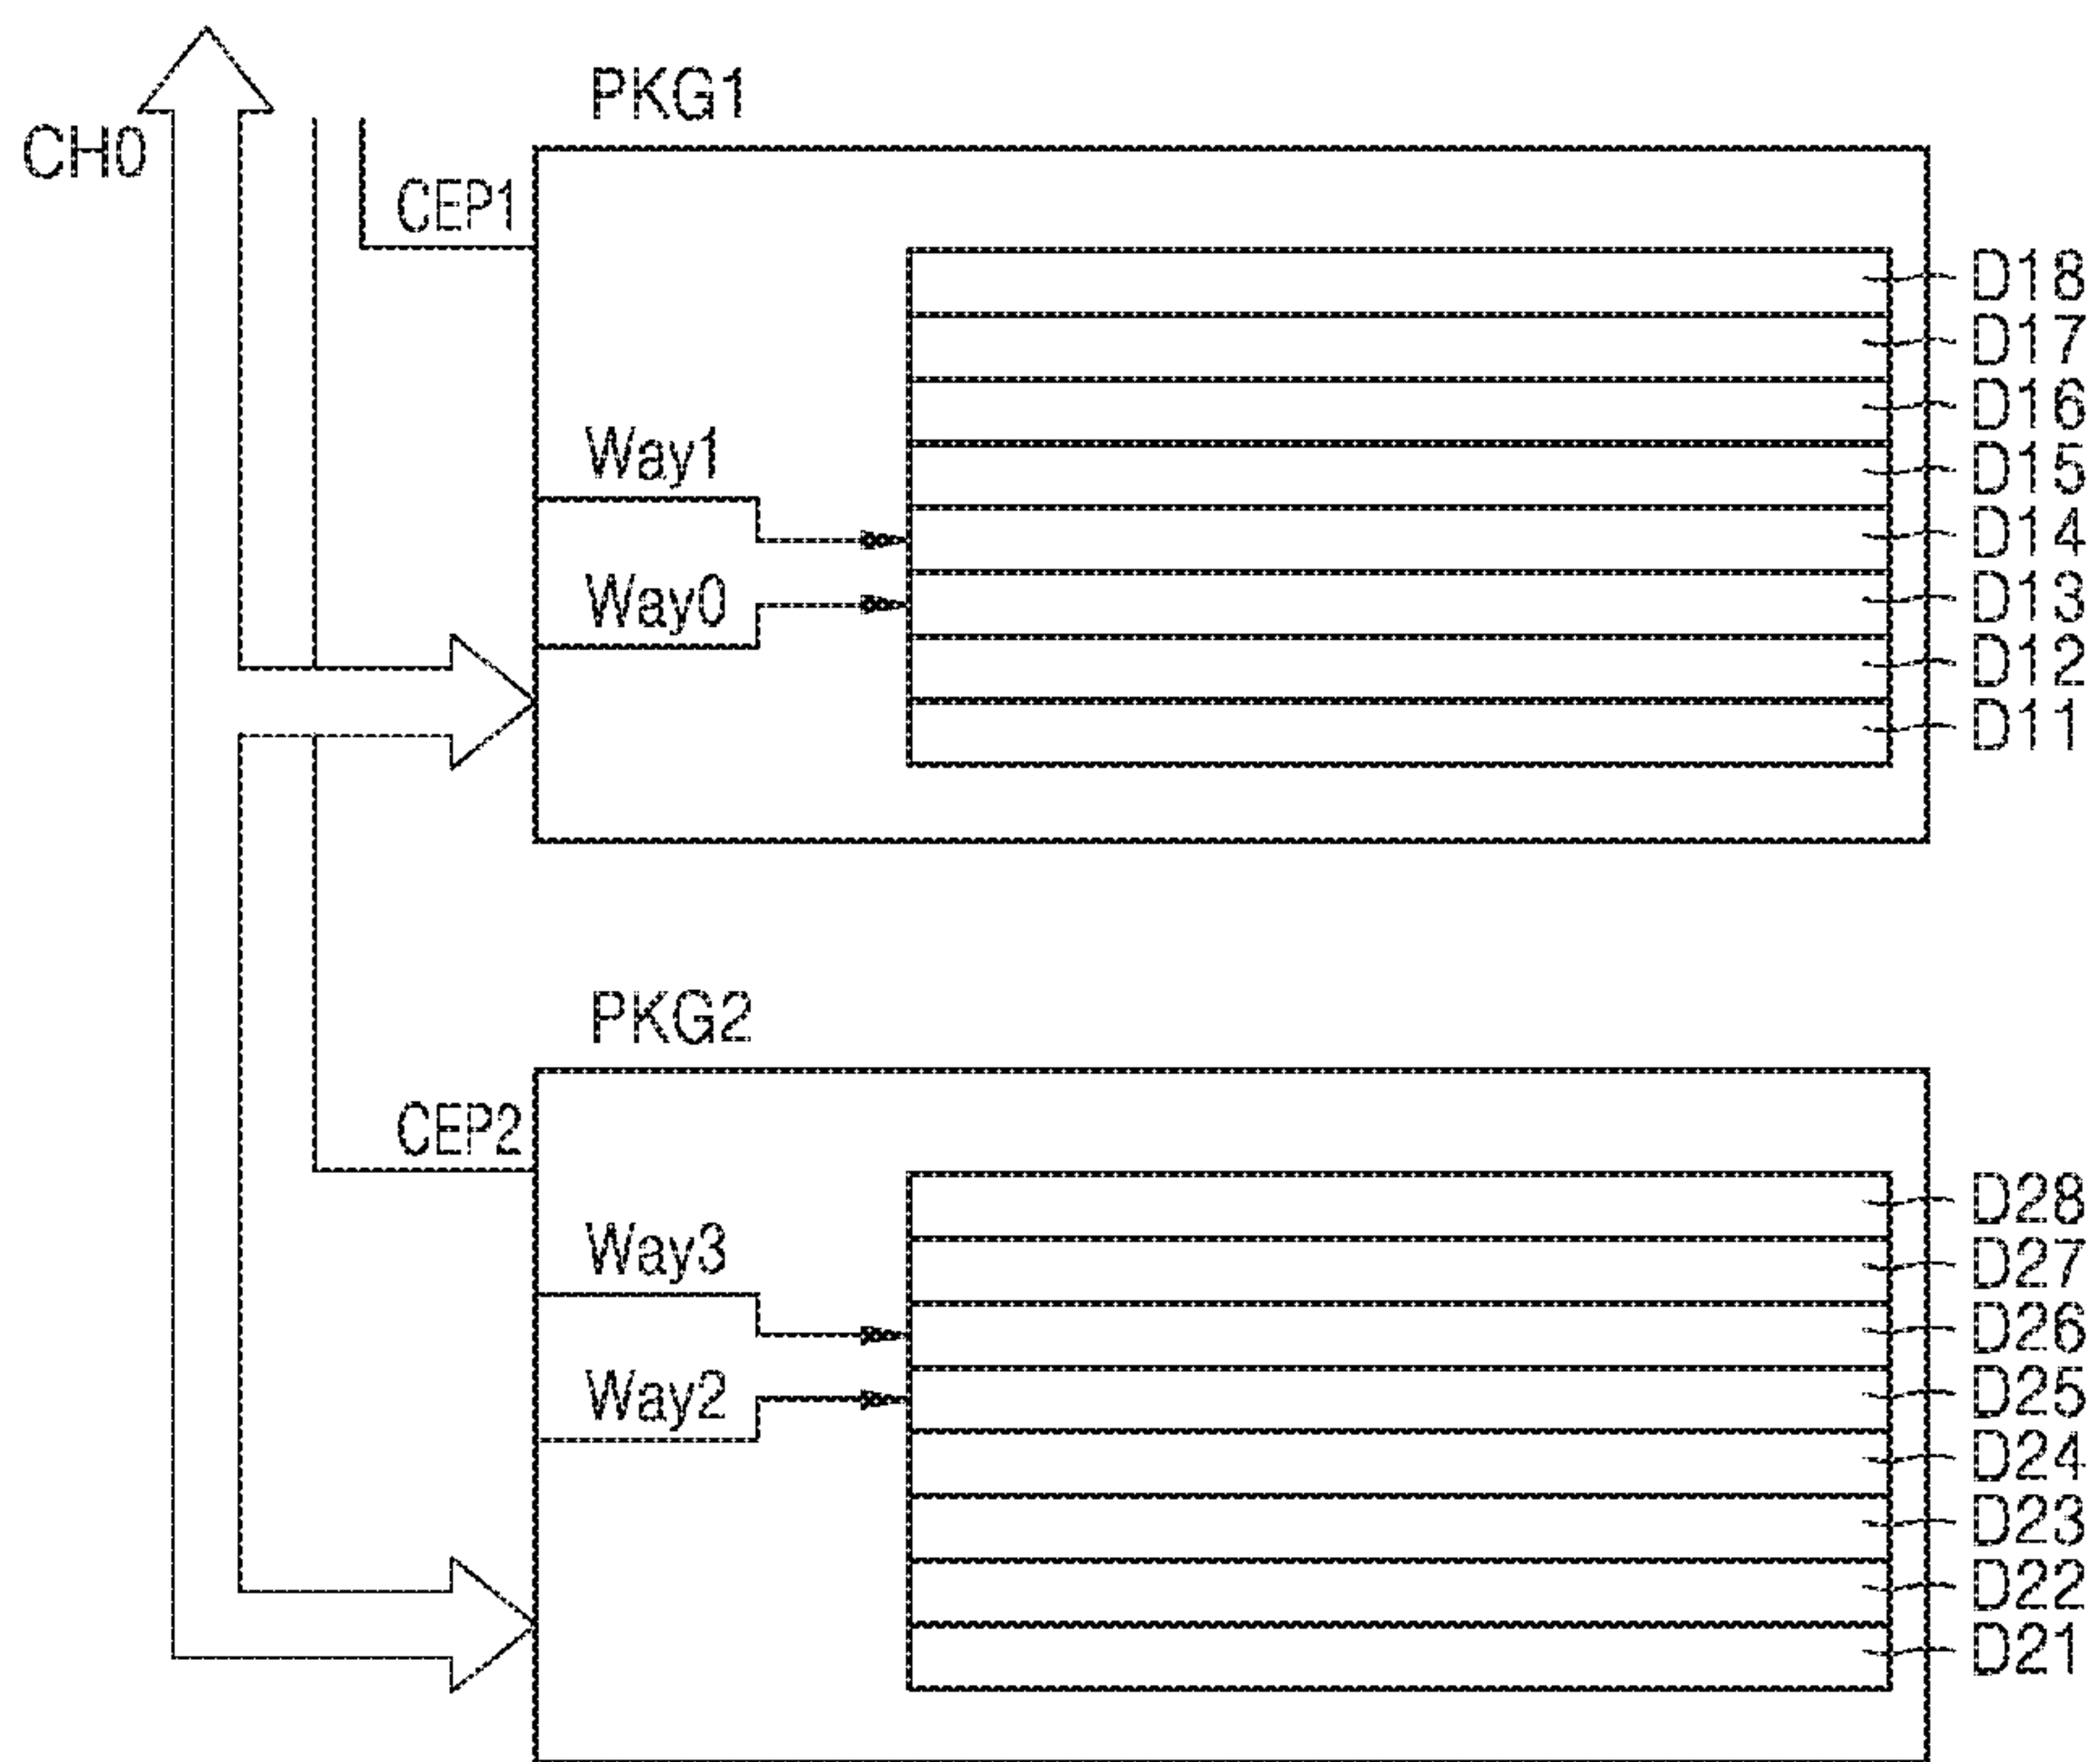 CH0
PKG1
CEP1
D18
D17
D16
Way1
D15
D14
Way0
D13
D12
D11
PKG2
CEP2
D28
Way3
D27
D26
Way2
D25
D24
D23
D22
D21